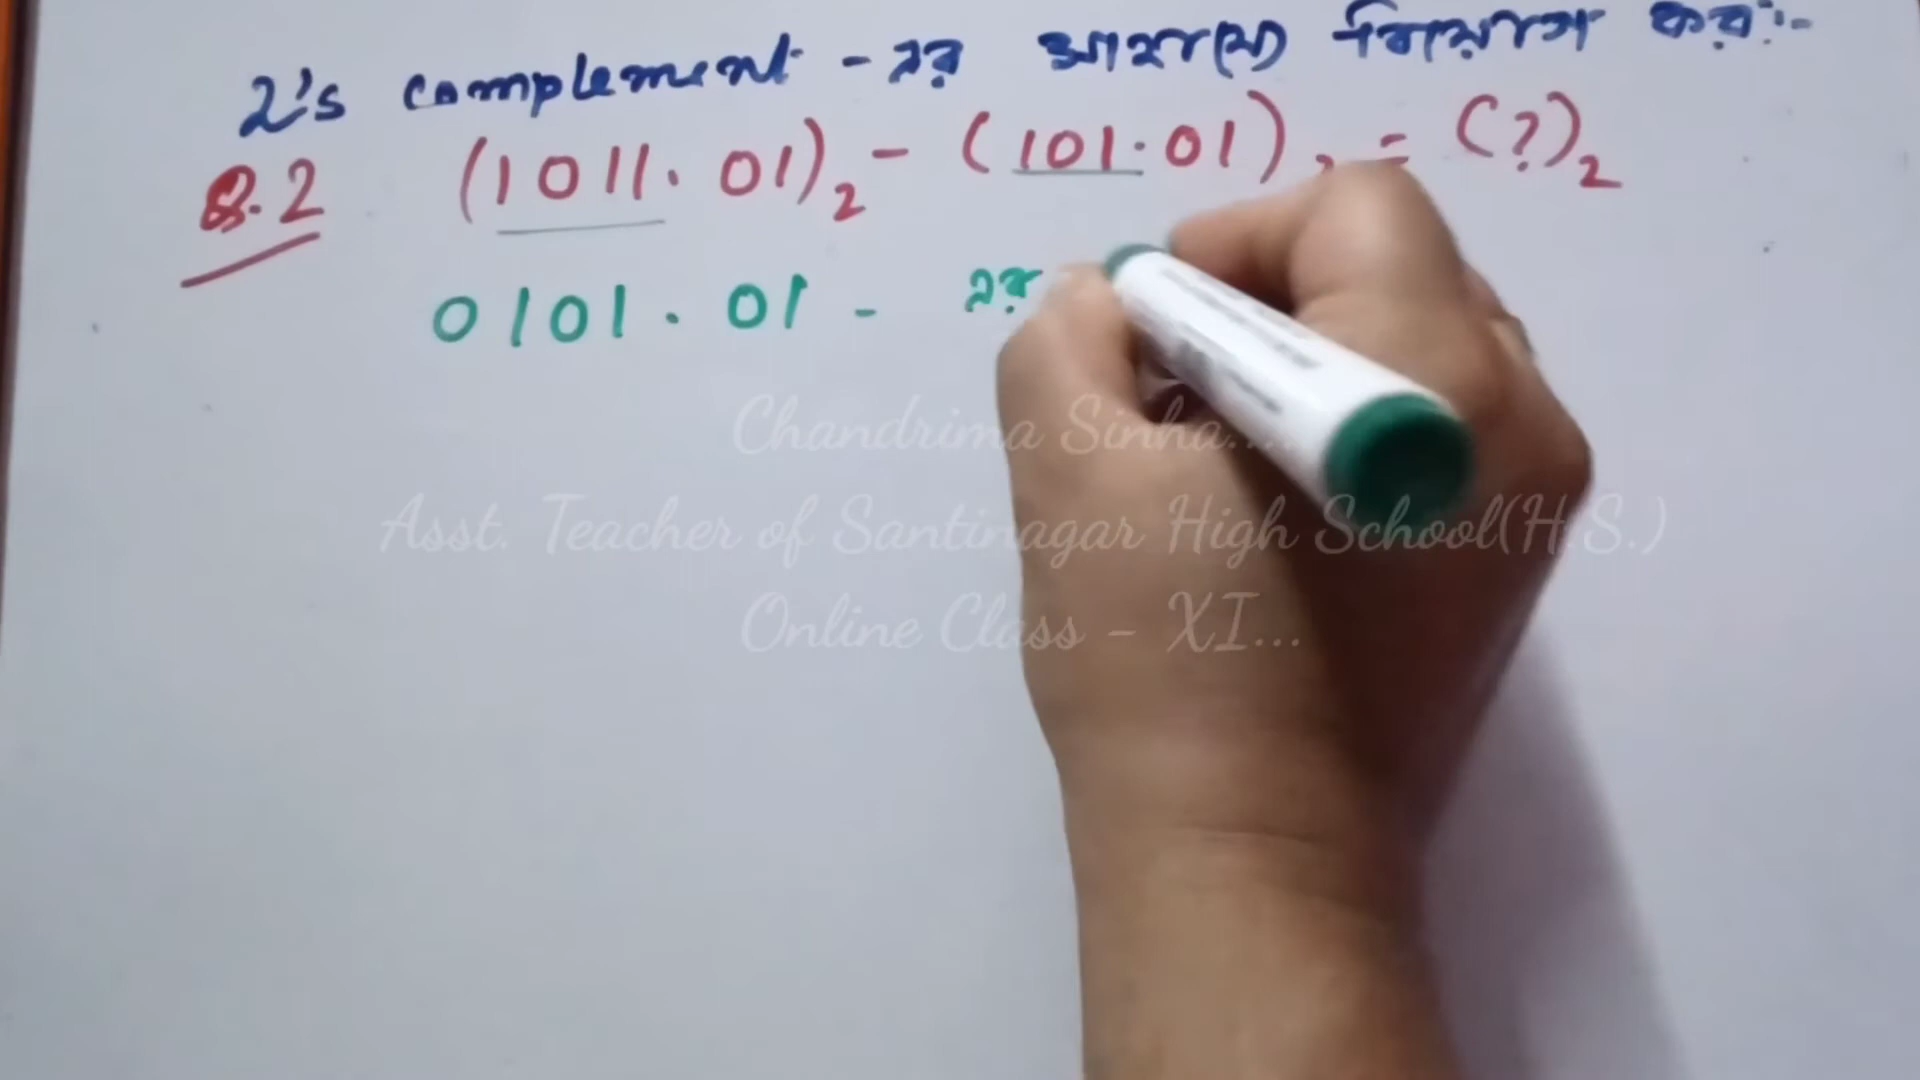 2's complement - এর সাহায্যে বিয়োগ কর :-
Q.2 (1011.01)₂ - (101.01)₂ = (?)₂
0101.01 - এর
Chandrima Sinha....
Asst. Teacher of Santinagar High School(H.S.)
Online Class - XI...